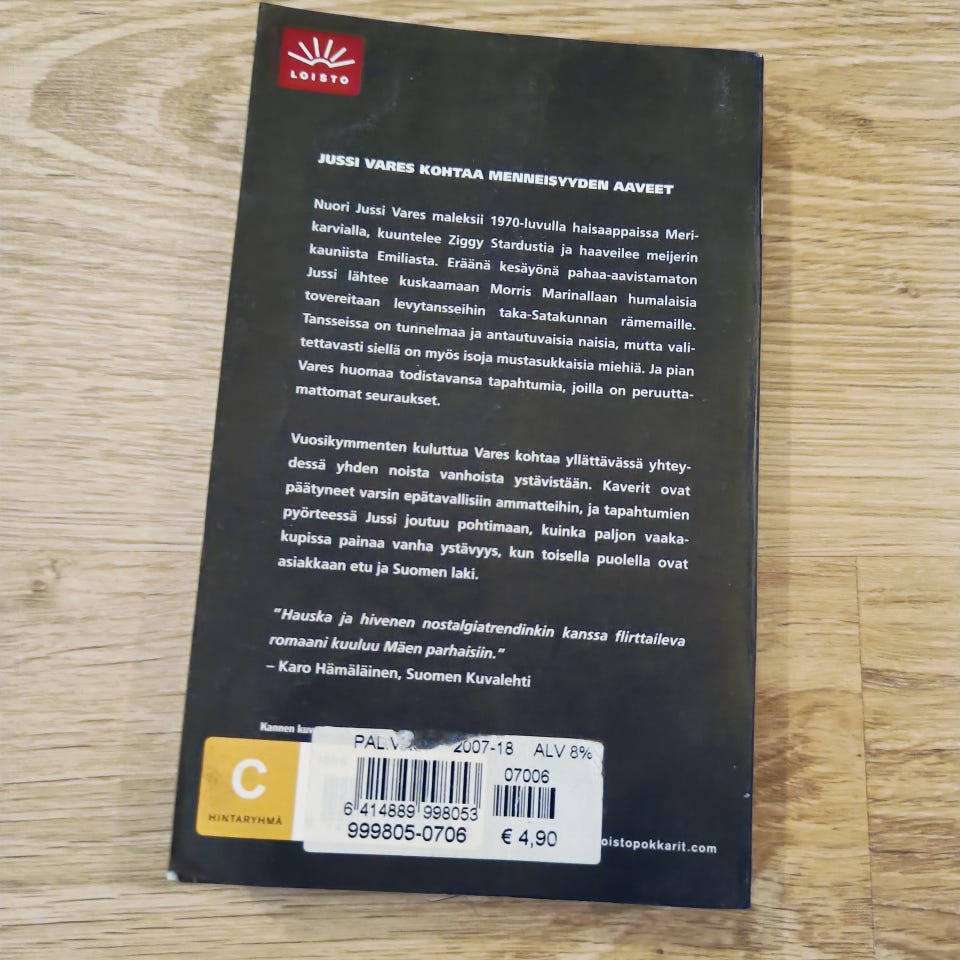 LOISTO
JUSSI VARES KOHTAA MENNEISYYDEN AAVEET
Nuori Jussi Vares maleksii 1970-luvulla haisaappaissa Meri-
karvialla, kuuntelee Ziggy Stardustia ja haaveilee meijerin
kauniista Emiliasta. Eräänä kesäyönä pahaa-aavistamaton
Jussi lähtee kuskaamaan Morris Marinallaan humalaisia
tovereitaan levytansseihin taka-Satakunnan rämemaille.
Tansseissa on tunnelmaa ja antautuvaisia naisia, mutta vali-
tettavasti siellä on myös isoja mustasukkaisia miehiä. Ja pian
Vares huomaa todistavansa tapahtumia, joilla on peruutta-
mattomat seuraukset.
Vuosikymmenten kuluttua Vares kohtaa yllättävässä yhtey-
dessä yhden noista vanhoista ystävistään. Kaverit ovat
päätyneet varsin epätavallisiin ammatteihin, ja tapahtumien
pyörteessä Jussi joutuu pohtimaan, kuinka paljon vaaka-
kupissa painaa vanha ystävyys, kun toisella puolella ovat
asiakkaan etu ja Suomen laki.
"Hauska ja hivenen nostalgiatrendinkin kanssa flirttaileva
romaani kuuluu Mäen parhaisiin."
– Karo Hämäläinen, Suomen Kuvalehti
Kannen
PAL.V 2007-18 ALV 8%
07006
6 414889 998053
999805-0706
€ 4,90
C
HINTARYHMÄ
oistopokkarit.com